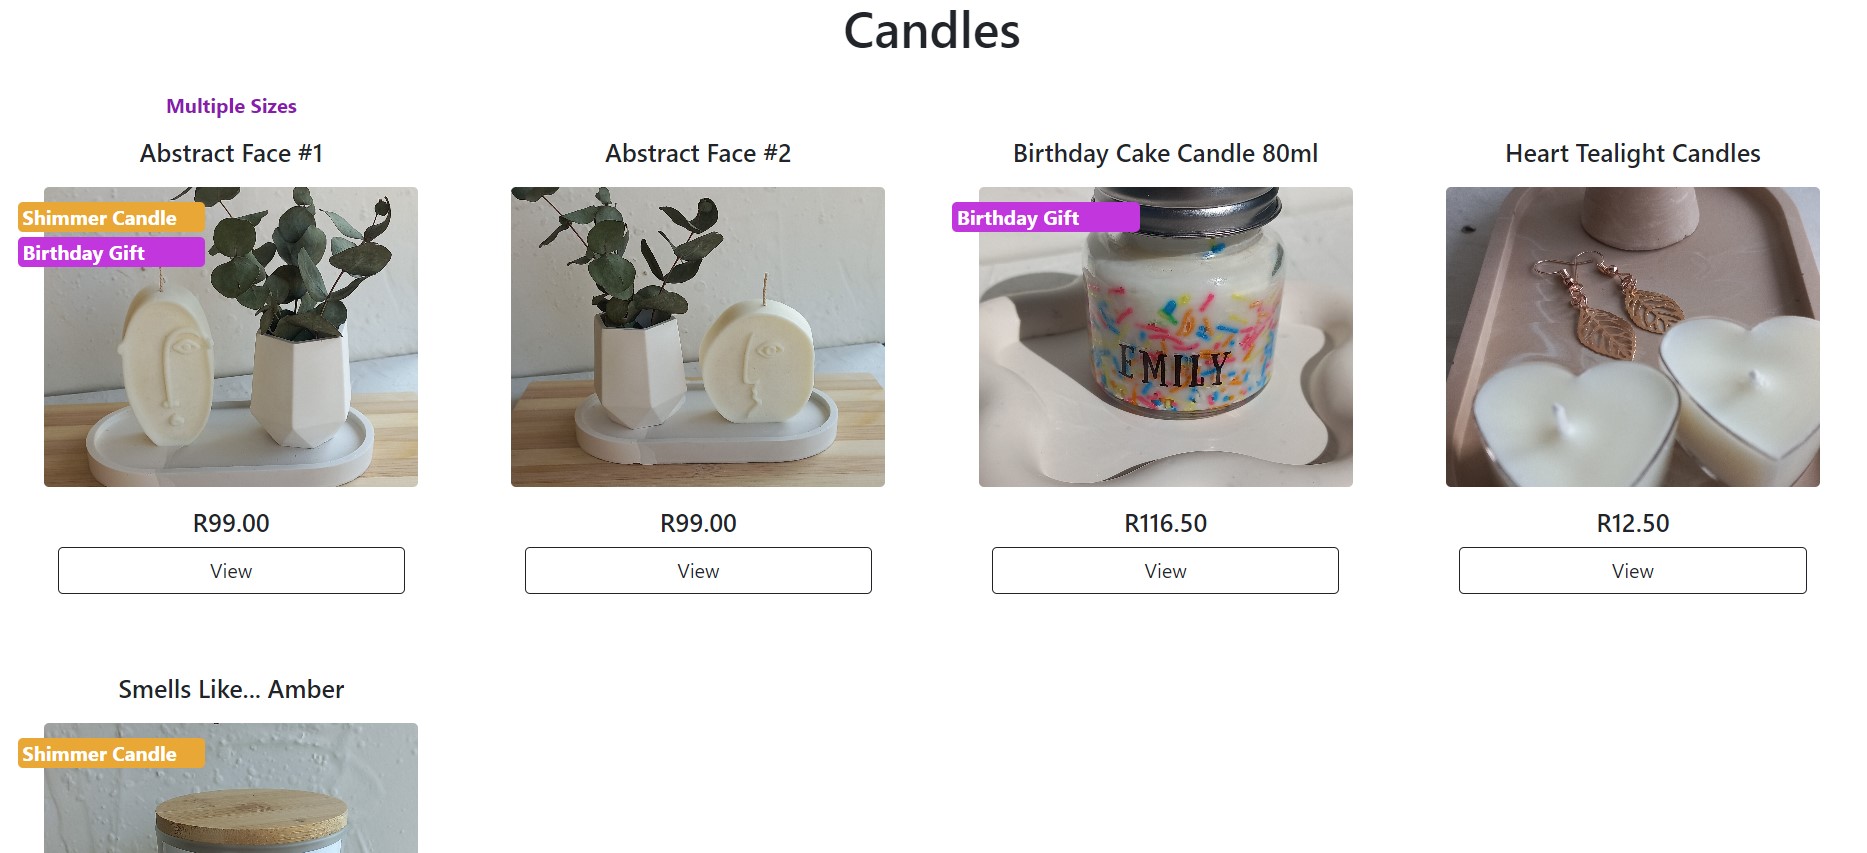 Candles
Multiple Sizes
Abstract Face #1
Shimmer Candle
Birthday Gift
R99.00
View
Abstract Face #2
R99.00
View
Birthday Cake Candle 80ml
Birthday Gift
EMILY
R116.50
View
Heart Tealight Candles
R12.50
View
Smells Like... Amber
Shimmer Candle